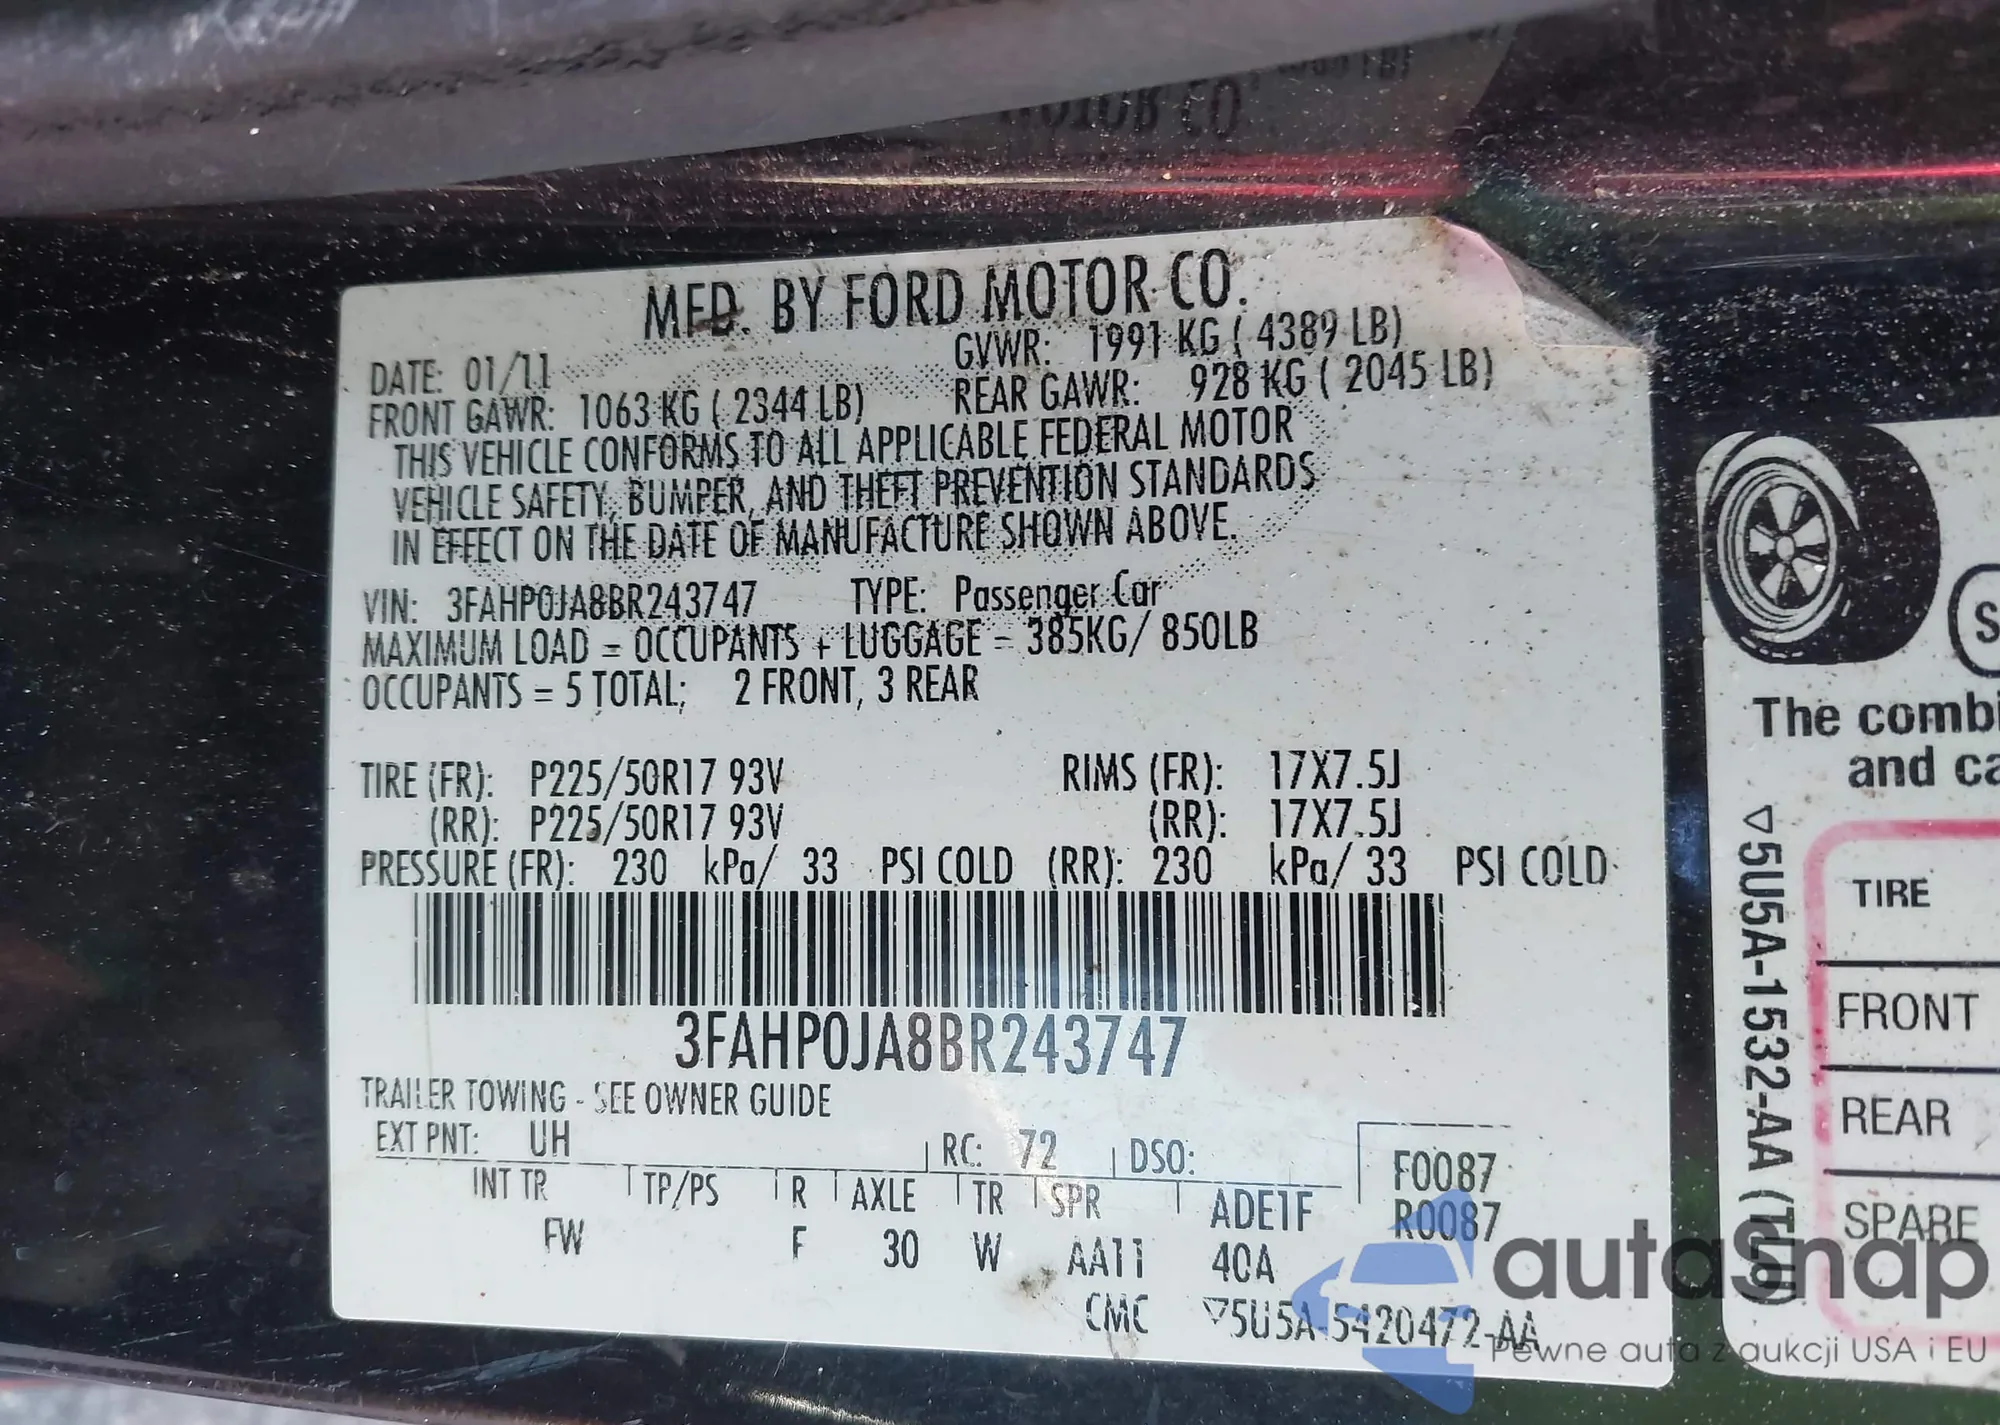 MOTOR CO
MFD. BY FORD MOTOR CO.
DATE: 01/11 GVWR: 1991 KG ( 4389 LB)
FRONT GAWR: 1063 KG ( 2344 LB) REAR GAWR: 928 KG ( 2045 LB)
THIS VEHICLE CONFORMS TO ALL APPLICABLE FEDERAL MOTOR
VEHICLE SAFETY, BUMPER, AND THEFT PREVENTION STANDARDS
IN EFFECT ON THE DATE OF MANUFACTURE SHOWN ABOVE.
VIN: 3FAHP0JA8BR243747 TYPE: Passenger Car
MAXIMUM LOAD = OCCUPANTS + LUGGAGE = 385KG/ 850LB
OCCUPANTS = 5 TOTAL; 2 FRONT, 3 REAR
TIRE (FR): P225/50R17 93V RIMS (FR): 17X7.5J
(RR): P225/50R17 93V (RR): 17X7.5J
PRESSURE (FR): 230 kPa/ 33 PSI COLD (RR): 230 kPa/ 33 PSI COLD
3FAHP0JA8BR243747
TRAILER TOWING - SEE OWNER GUIDE
EXT PNT: UH RC: 72 DSO: F0087
INT TR TP/PS R AXLE TR SPR ADE1F R0087
FW F 30 W AA11 40A
CMC ▽5U5A-5420472-AA
The combi
and ca
▽5U5A-1532-AA (TLU)
TIRE
FRONT
REAR
SPARE
autosnap
Pewne auta z aukcji USA i EU